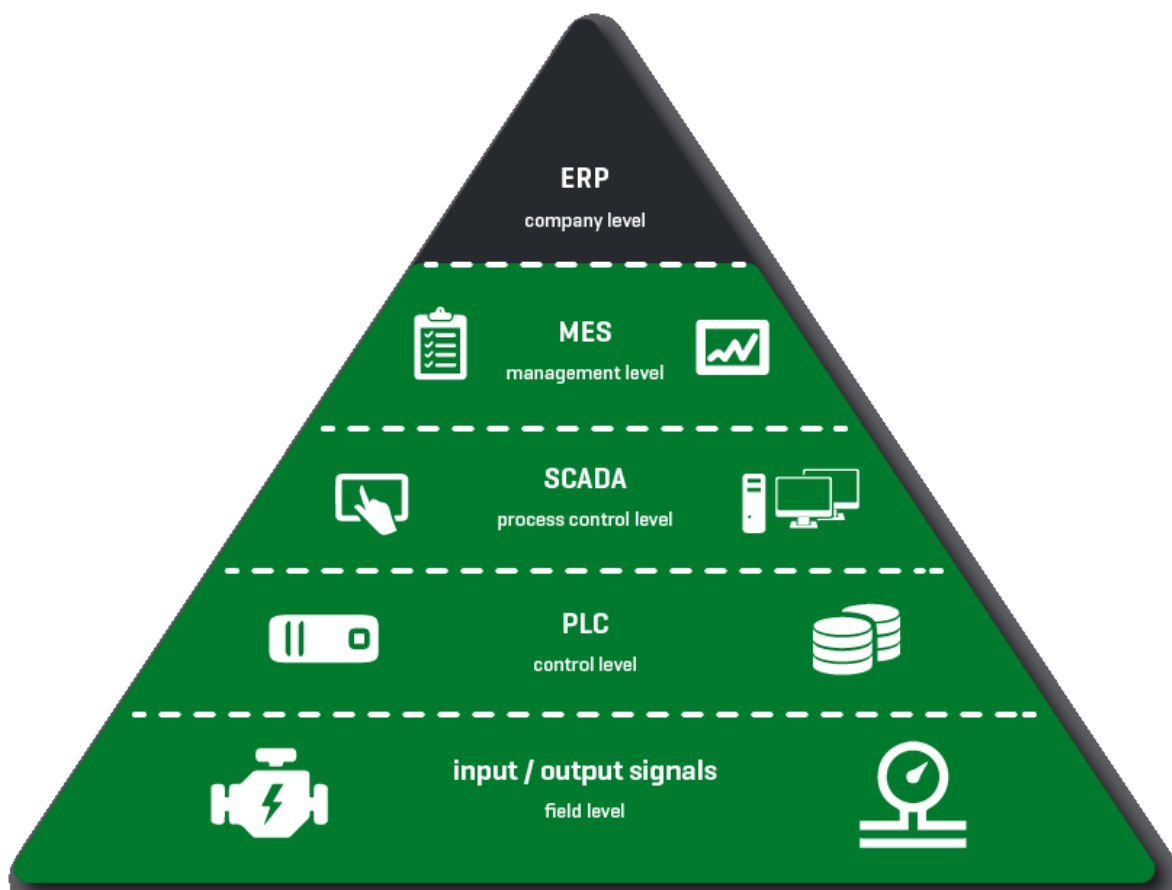 ERP
company level
MES
management level
SCADA
process control level
PLC
control level
input / output signals
field level